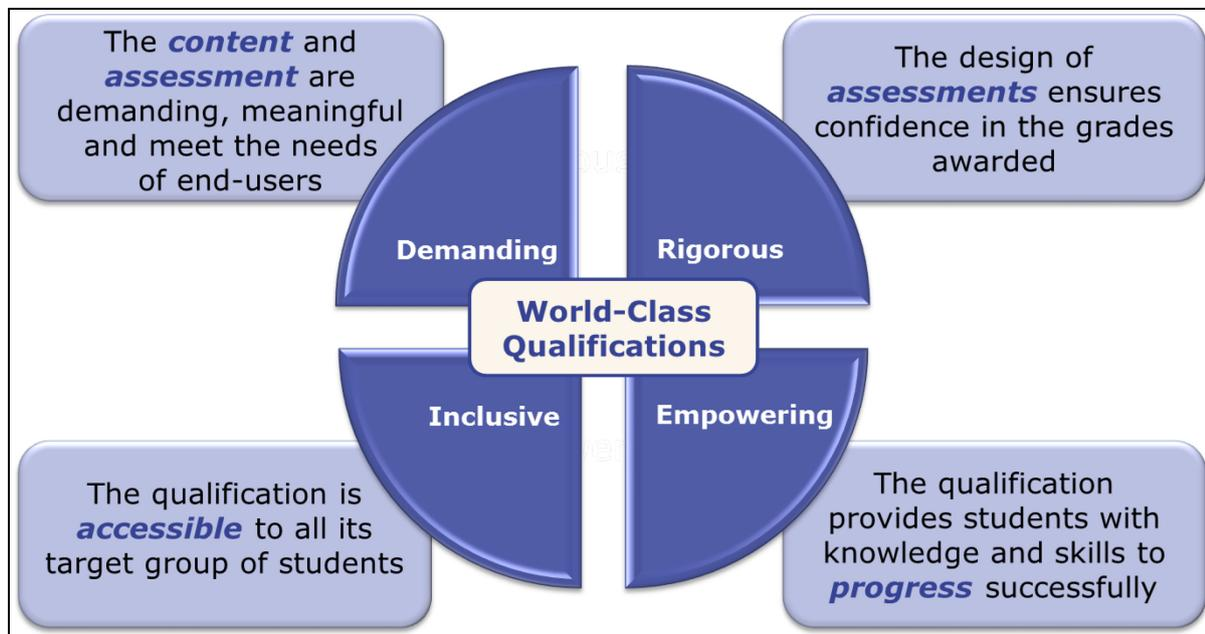 The content and
assessment are
demanding, meaningful
and meet the needs
of end-users
The design of
assessments ensures
confidence in the grades
awarded
Demanding
Rigorous
World-Class
Qualifications
Inclusive
Empowering
The qualification is
accessible to all its
target group of students
The qualification
provides students with
knowledge and skills to
progress successfully